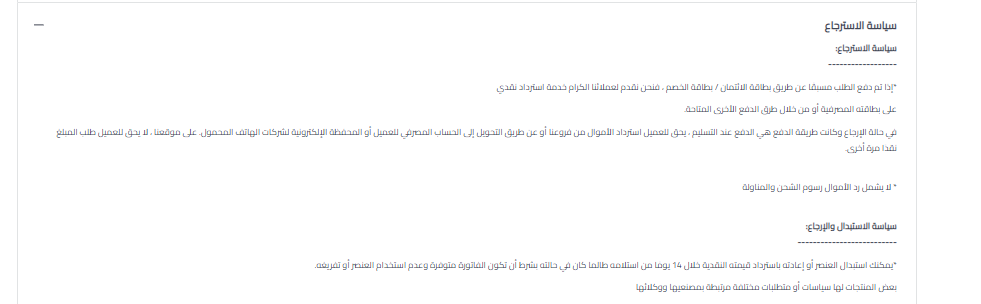 سياسة الاسترجاع
سياسة الاسترجاع:
------------------
*إذا تم دفع الطلب مسبقا عن طريق بطاقة الائتمان / بطاقة الخصم ، فنحن نقدم لعملائنا الكرام خدمة استرداد نقدي
على بطاقته المصرفية أو من خلال طرق الدفع الأخرى المتاحة.
في حالة الإرجاع وكانت طريقة الدفع هي الدفع عند التسليم ، يحق للعميل استرداد الأموال من فروعنا أو عن طريق التحويل إلى الحساب المصرفي للعميل أو المحفظة الإلكترونية لشركات الهاتف المحمول. على موقعنا ، لا يحق للعميل طلب المبلغ
نقدا مرة أخرى.
* لا يشمل رد الأموال رسوم الشحن والمناولة
سياسة الاستبدال والإرجاع:
--------------------------
*يمكنك استبدال العنصر أو إعادته باسترداد قيمته النقدية خلال 14 يوما من استلامه طالما كان في حالته بشرط أن تكون الفاتورة متوفرة وعدم استخدام العنصر أو تفريغه.
بعض المنتجات لها سياسات أو متطلبات مختلفة مرتبطة بمصنعيها ووكلائها